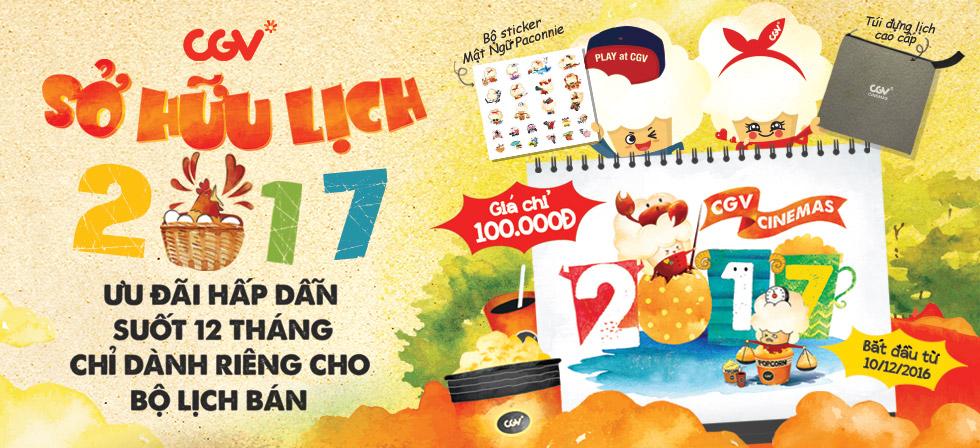 CGV
SỞ HỮU LỊCH
2017
ƯU ĐÃI HẤP DẪN
SUỐT 12 THÁNG
CHỈ DÀNH RIÊNG CHO
BỘ LỊCH BÁN
Bộ sticker
Mật Ngữ Paconnie
PLAY at CGV
CGV
Túi đựng lịch
cao cấp
CGV
CINEMAS
Giá chỉ
100.000Đ
CGV
CINEMAS
2017
POPCORN
Bắt đầu từ
10/12/2016
CGV